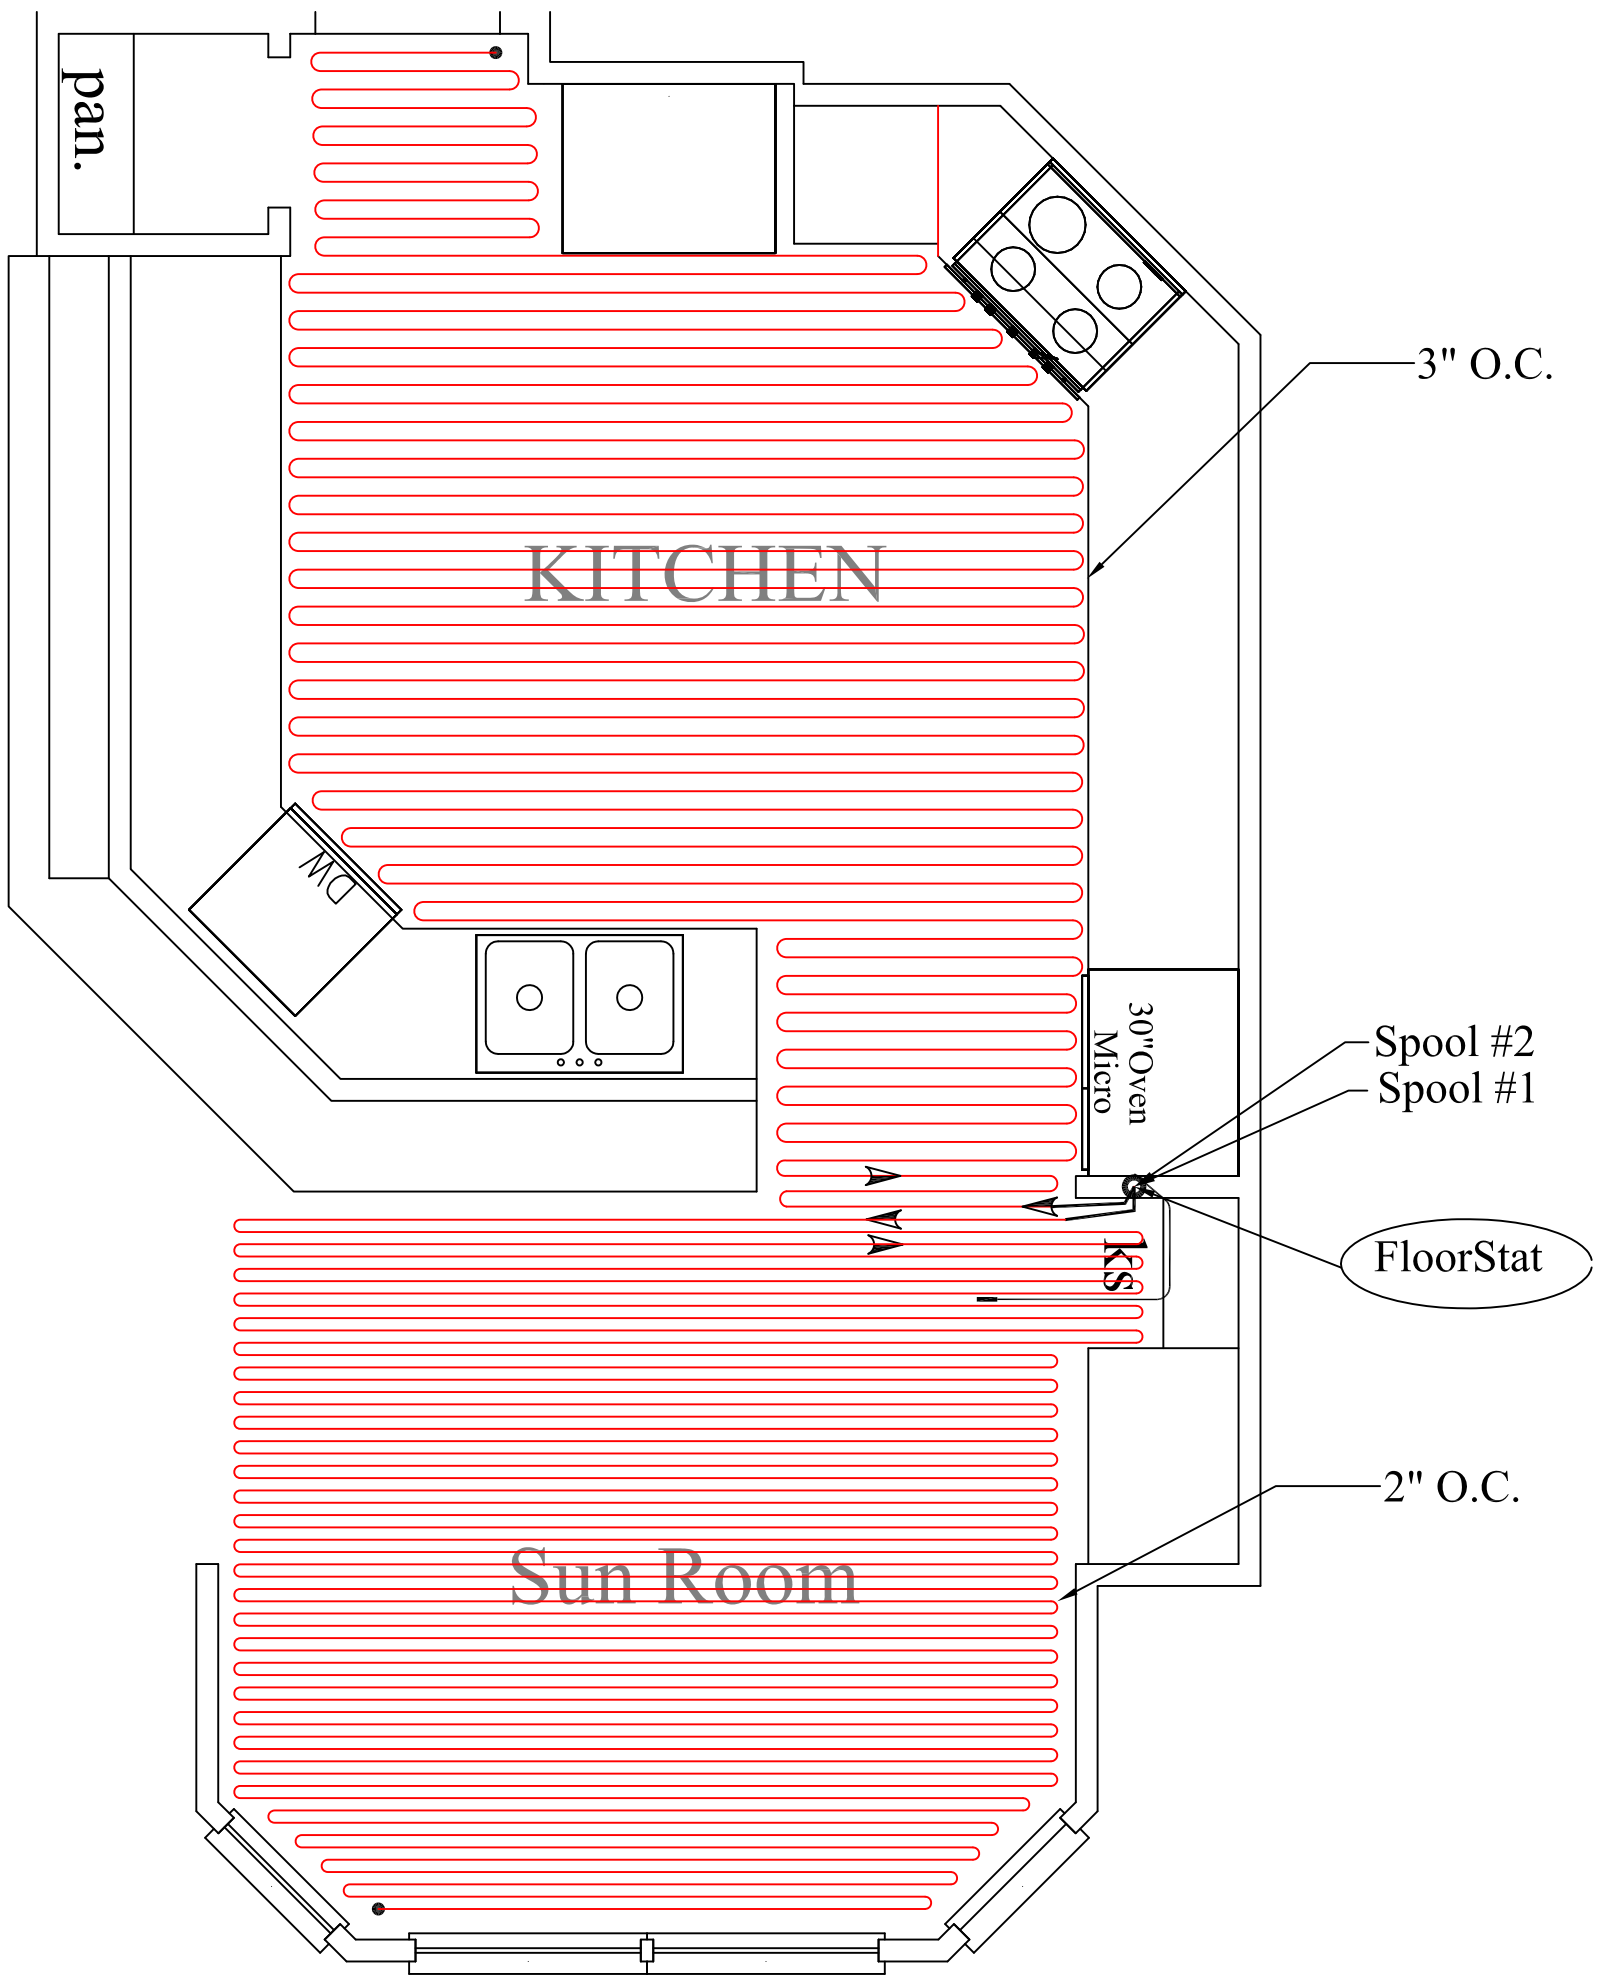 pan.
3" O.C.
KITCHEN
DW
30"Oven
Micro
Spool #2
Spool #1
FloorStat
ks
2" O.C.
Sun Room